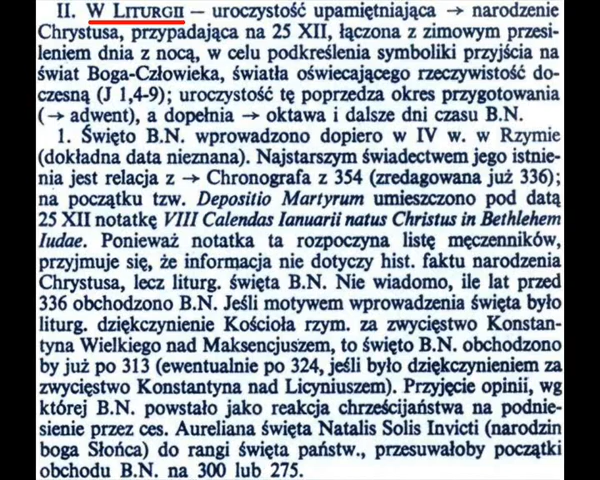 II. W LITURGII – uroczystość upamiętniająca → narodzenie
Chrystusa, przypadająca na 25 XII, łączona z zimowym przesi-
leniem dnia z nocą, w celu podkreślenia symboliki przyjścia na
świat Boga-Człowieka, światła oświecającego rzeczywistość do-
czesną (J 1,4-9); uroczystość tę poprzedza okres przygotowania
(→ adwent), a dopełnia → oktawa i dalsze dni czasu B.N.
1. Święto B.N. wprowadzono dopiero w IV w. w Rzymie
(dokładna data nieznana). Najstarszym świadectwem jego istnie-
nia jest relacja z → Chronografa z 354 (zredagowana już 336);
na początku tzw. Depositio Martyrum umieszczono pod datą
25 XII notatkę VIII Calendas Ianuarii natus Christus in Bethlehem
Iudae. Ponieważ notatka ta rozpoczyna listę męczenników,
przyjmuje się, że informacja nie dotyczy hist. faktu narodzenia
Chrystusa, lecz liturg. święta B.N. Nie wiadomo, ile lat przed
336 obchodzono B.N. Jeśli motywem wprowadzenia święta było
liturg. dziękczynienie Kościoła rzym. za zwycięstwo Konstan-
tyna Wielkiego nad Maksencjuszem, to święto B.N. obchodzono
by już po 313 (ewentualnie po 324, jeśli było dziękczynieniem za
zwycięstwo Konstantyna nad Licyniuszem). Przyjęcie opinii, wg
której B.N. powstało jako reakcja chrześcijaństwa na podnie-
sienie przez ces. Aureliana święta Natalis Solis Invicti (narodzin
boga Słońca) do rangi święta państw., przesuwałoby początki
obchodu B.N. na 300 lub 275.